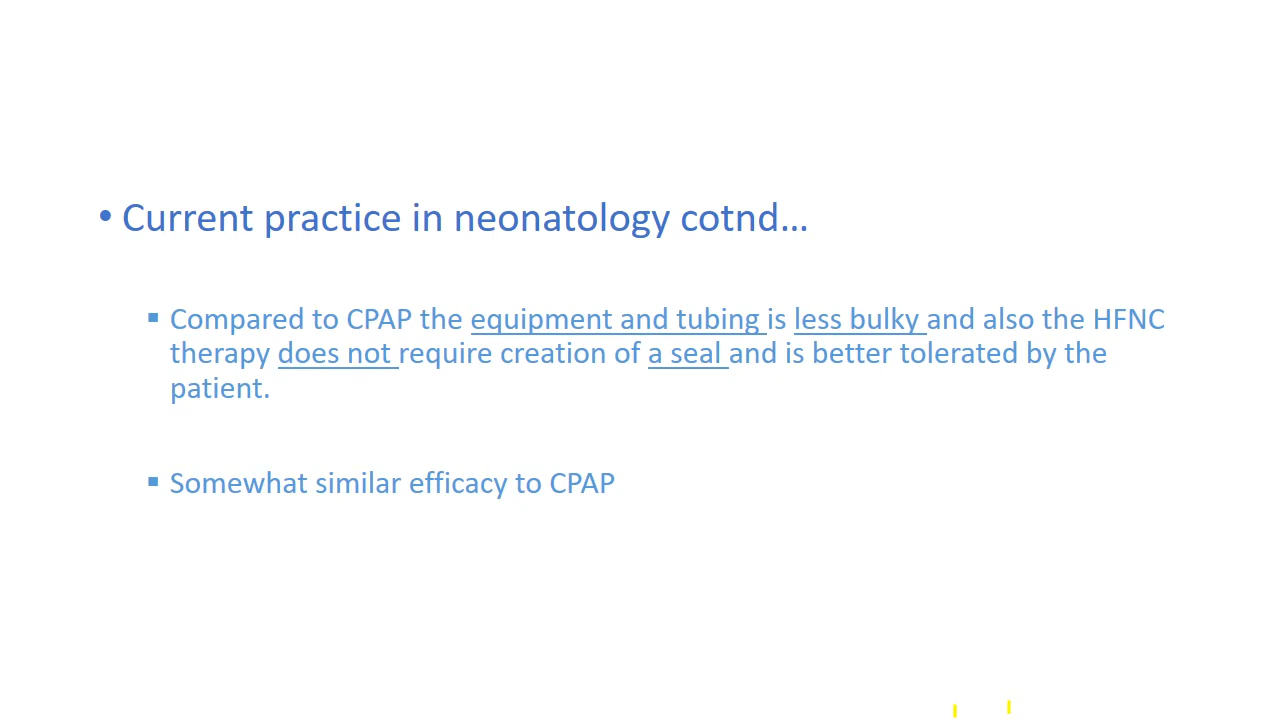 • Current practice in neonatology cotnd...
▪ Compared to CPAP the equipment and tubing is less bulky and also the HFNC
therapy does not require creation of a seal and is better tolerated by the
patient.
▪ Somewhat similar efficacy to CPAP